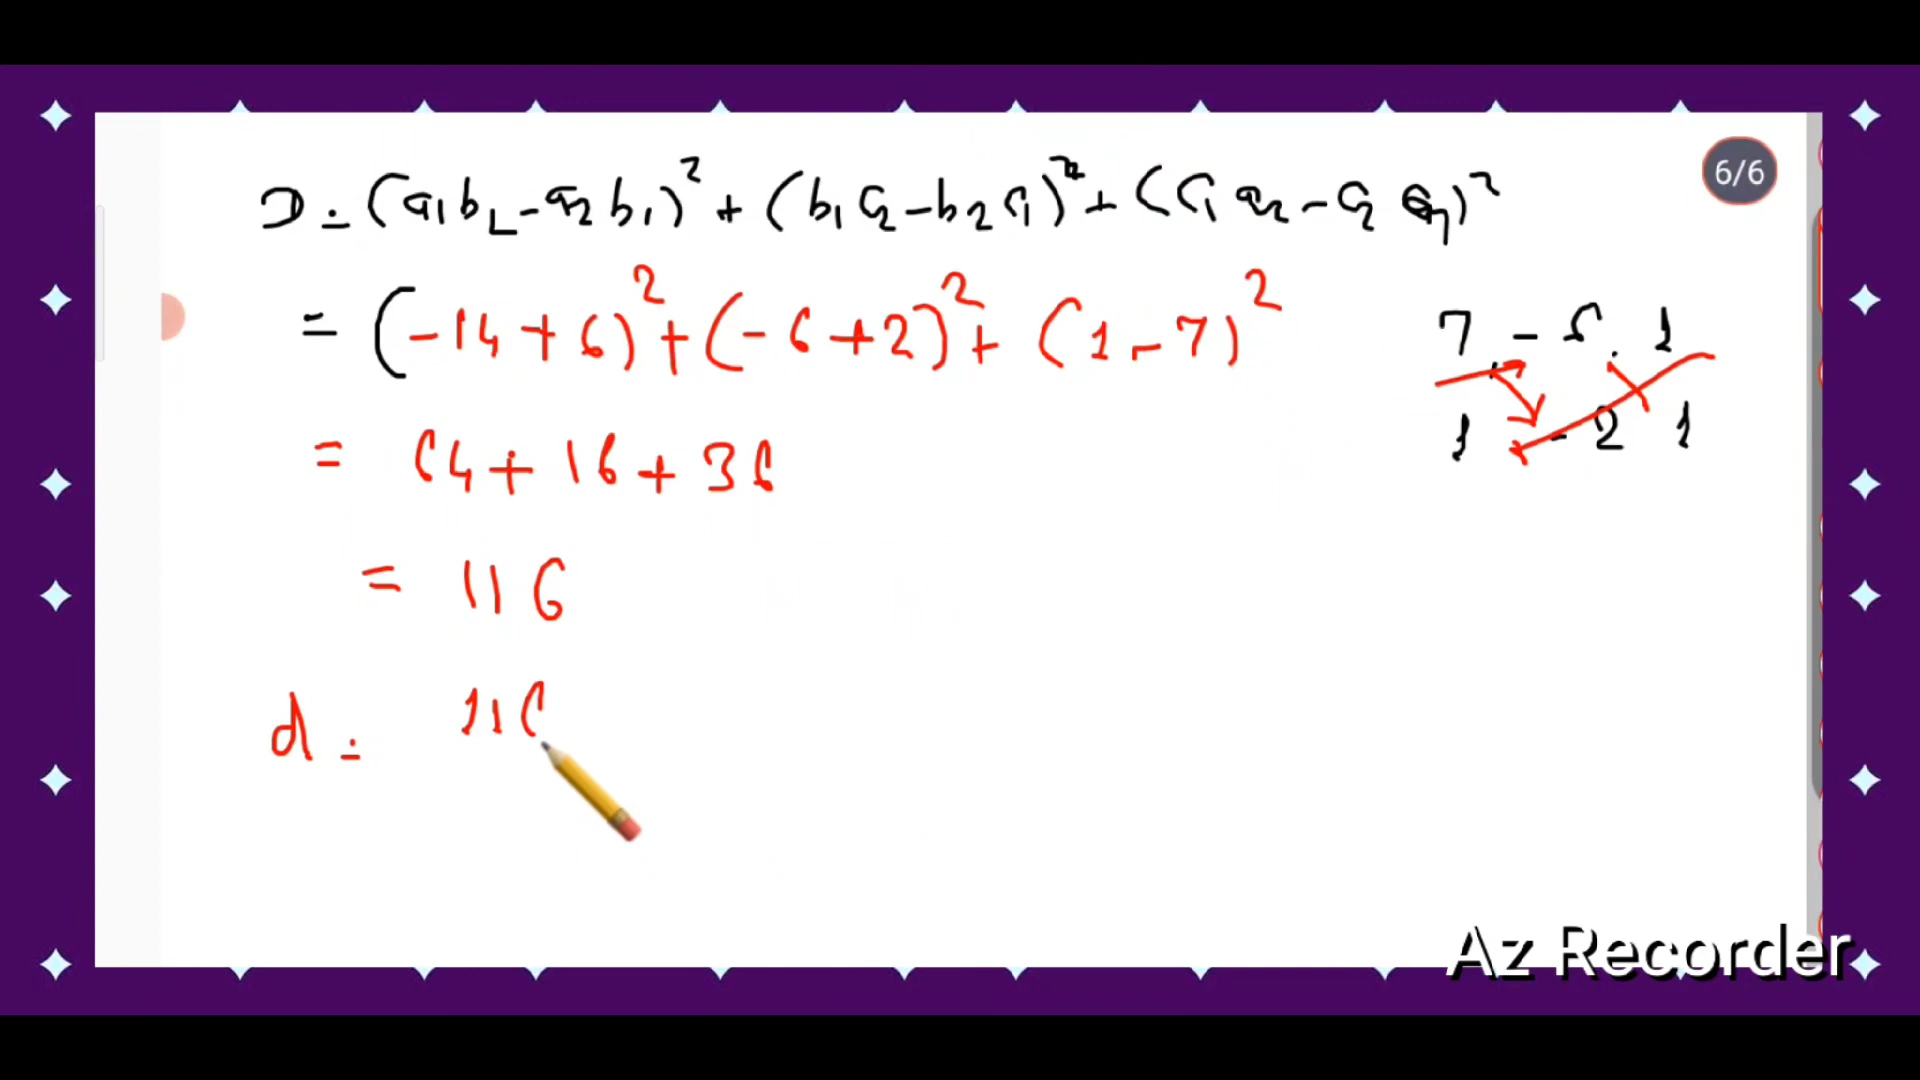 D = (a₁b₂ - a₂b₁)² + (b₁c₂ - b₂c₁)² + (c₁a₂ - c₂a₁)²
6/6
= (-14 + 6)² + (-6 + 2)² + (1 - 7)²
7 - 6 1
1 - 2 1
= 64 + 16 + 36
= 116
d = 116
Az Recorder